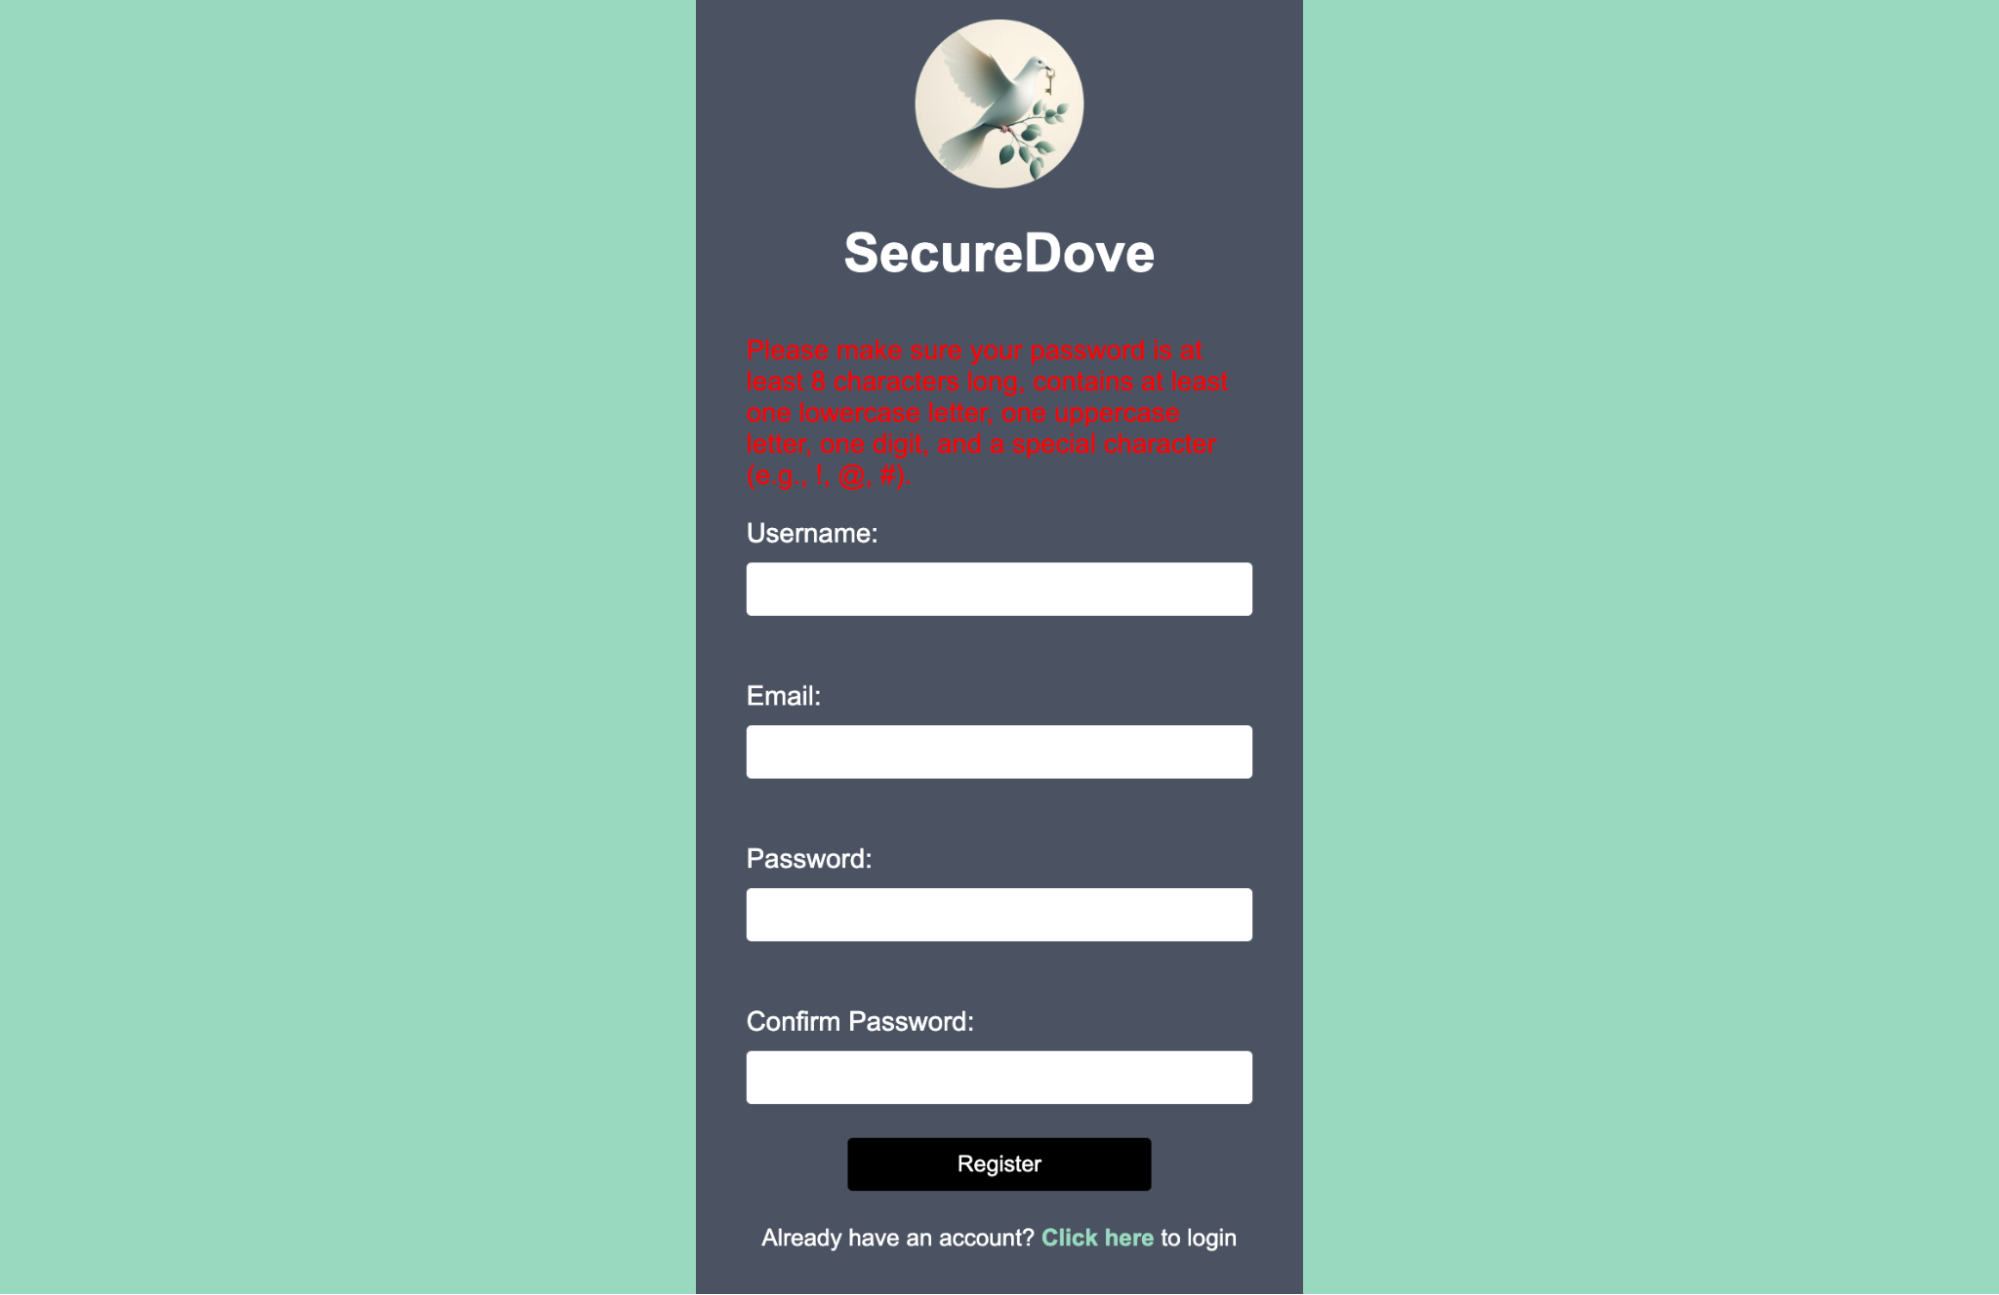 SecureDove
Please make sure your password is at
least 8 characters long, contains at least
one lowercase letter, one uppercase
letter, one digit, and a special character
(e.g., !, @, #).
Username:
Email:
Password:
Confirm Password:
Register
Already have an account? Click here to login